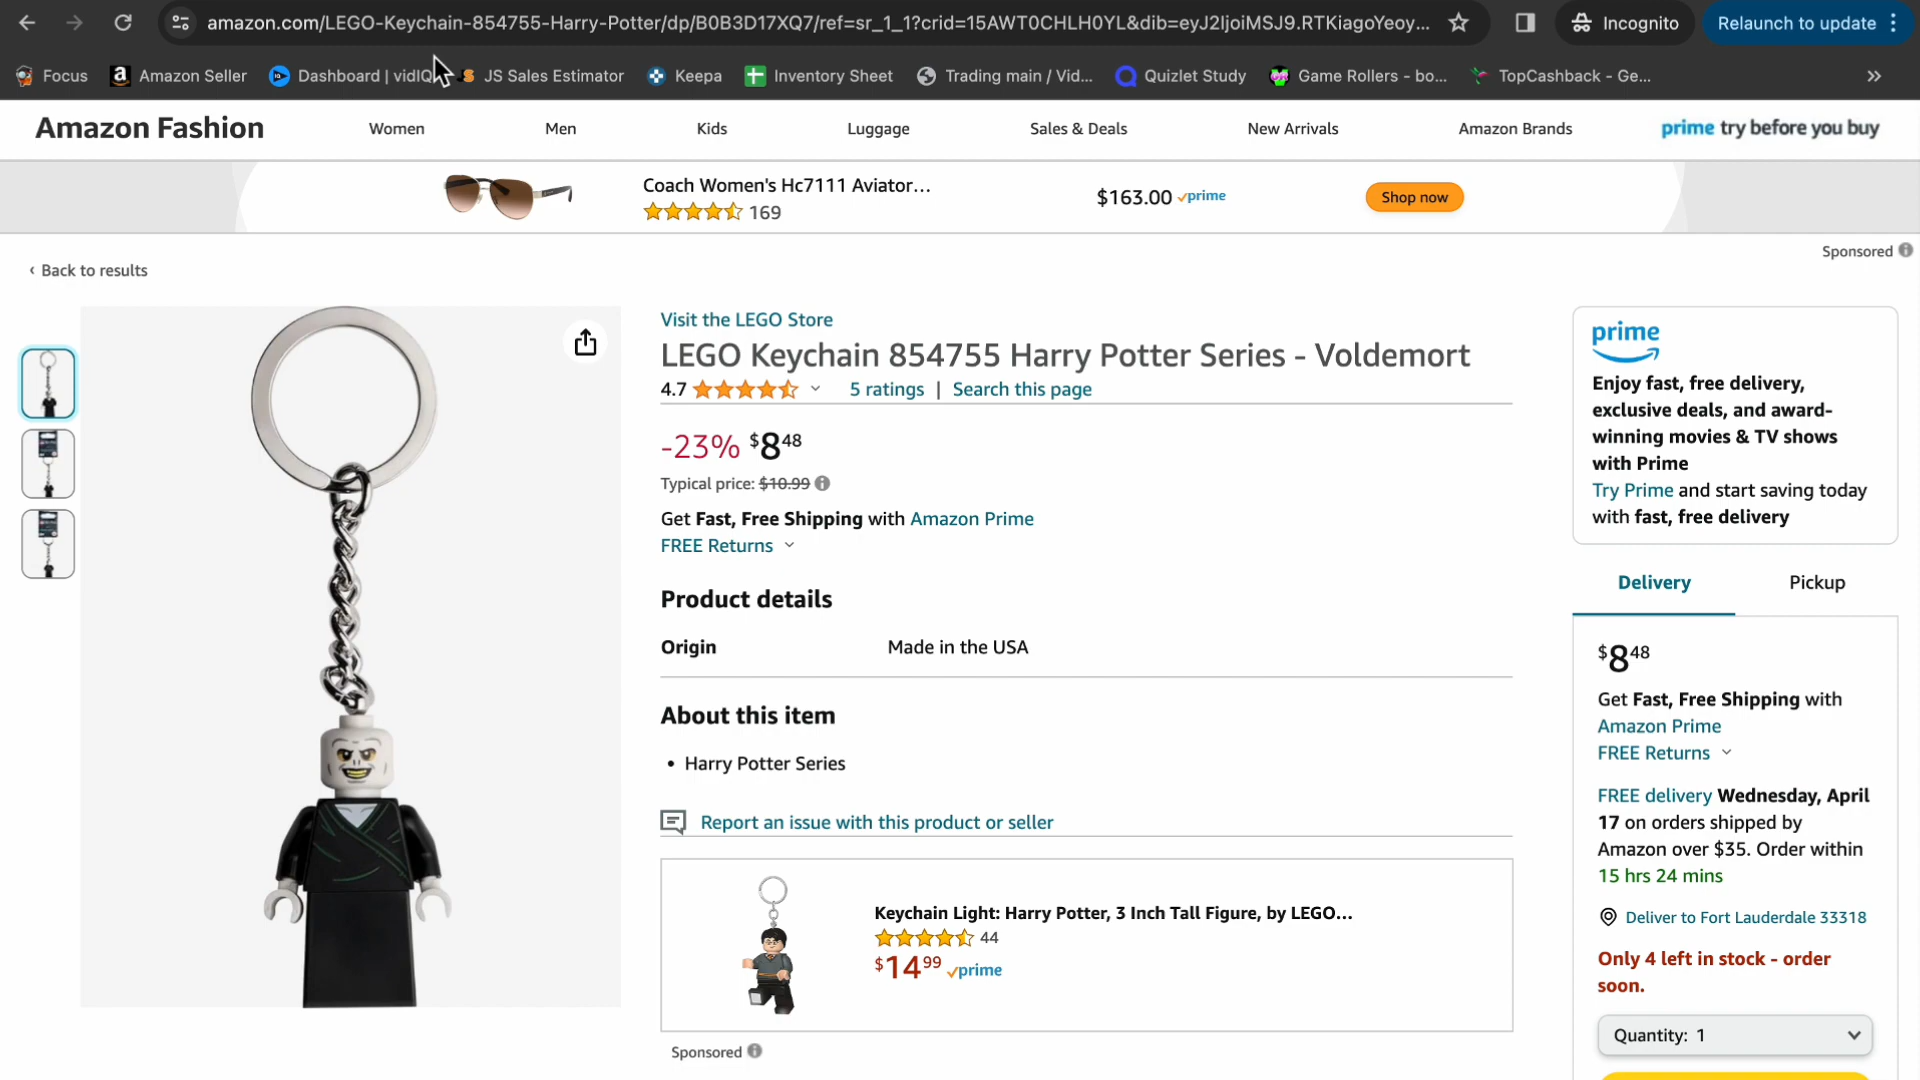 amazon.com/LEGO-Keychain-854755-Harry-Potter/dp/B0B3D17XQ7/ref=sr_1_1?crid=15AWT0CHLH0YL&dib=eyJ2IjoiMSJ9.RTKiagoYeoy...
Incognito
Relaunch to update
Focus
Amazon Seller
Dashboard | vidIQ
JS Sales Estimator
Keepa
Inventory Sheet
Trading main / Vid...
Quizlet Study
Game Rollers - bo...
TopCashback - Ge...
»
Amazon Fashion
Women
Men
Kids
Luggage
Sales & Deals
New Arrivals
Amazon Brands
prime try before you buy
Coach Women's Hc7111 Aviator...
169
$163.00 prime
Shop now
Sponsored
‹ Back to results
Visit the LEGO Store
LEGO Keychain 854755 Harry Potter Series - Voldemort
4.7
5 ratings | Search this page
-23% $8 48
Typical price: $10.99
Get Fast, Free Shipping with Amazon Prime
FREE Returns
Product details
Origin Made in the USA
About this item
• Harry Potter Series
Report an issue with this product or seller
Keychain Light: Harry Potter, 3 Inch Tall Figure, by LEGO...
44
$14 99 prime
Sponsored
prime
Enjoy fast, free delivery,
exclusive deals, and award-
winning movies & TV shows
with Prime
Try Prime and start saving today
with fast, free delivery
Delivery
Pickup
$8 48
Get Fast, Free Shipping with
Amazon Prime
FREE Returns
FREE delivery Wednesday, April
17 on orders shipped by
Amazon over $35. Order within
15 hrs 24 mins
Deliver to Fort Lauderdale 33318
Only 4 left in stock - order
soon.
Quantity: 1